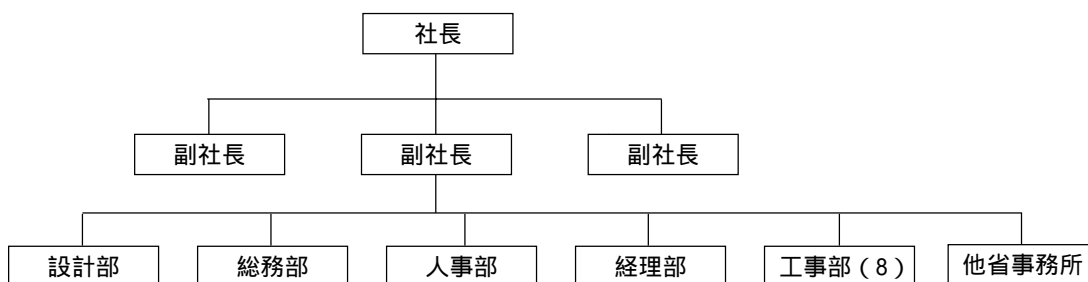 社長
副社長 副社長 副社長
設計部 総務部 人事部 経理部 工事部(8) 他省事務所